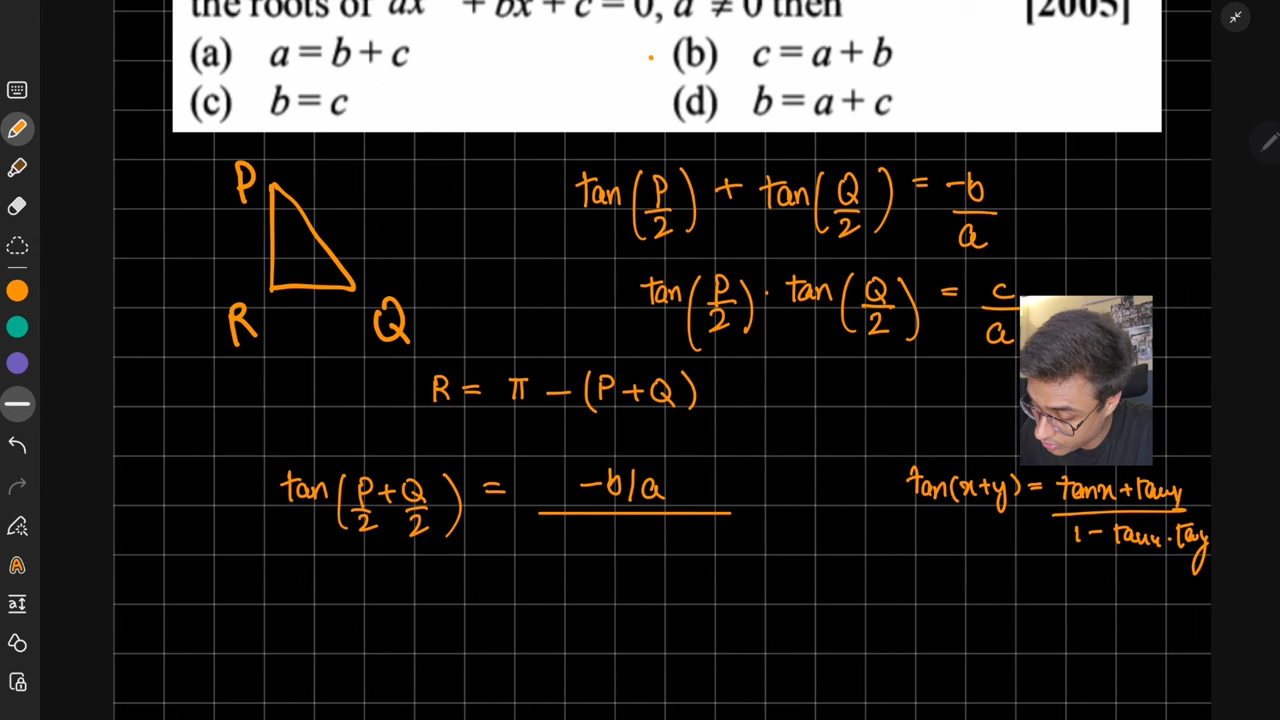 the roots of ax + bx + c = 0, a ≠ 0 then [2005]
(a) a = b + c (b) c = a + b
(c) b = c (d) b = a + c
P
R Q
tan(P/2) + tan(Q/2) = -b/a
tan(P/2) · tan(Q/2) = c/a
R = π - (P+Q)
tan(P/2 + Q/2) = -b/a
tan(x+y) = tanx + tany / 1 - tanx · tany